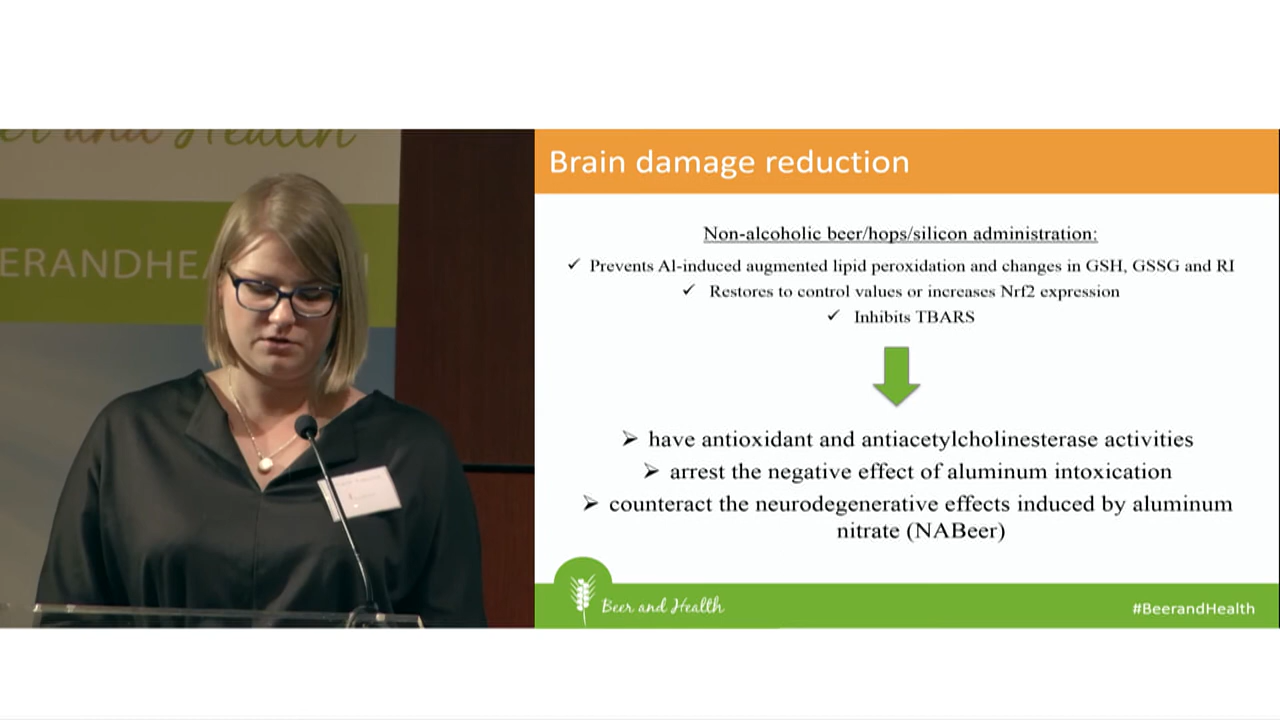 and Health
ERANDHE
Brain damage reduction
Non-alcoholic beer/hops/silicon administration:
✓ Prevents Al-induced augmented lipid peroxidation and changes in GSH, GSSG and RI
✓ Restores to control values or increases Nrf2 expression
✓ Inhibits TBARS
➢ have antioxidant and antiacetylcholinesterase activities
➢ arrest the negative effect of aluminum intoxication
➢ counteract the neurodegenerative effects induced by aluminum
nitrate (NABeer)
Beer and Health
#BeerandHealth